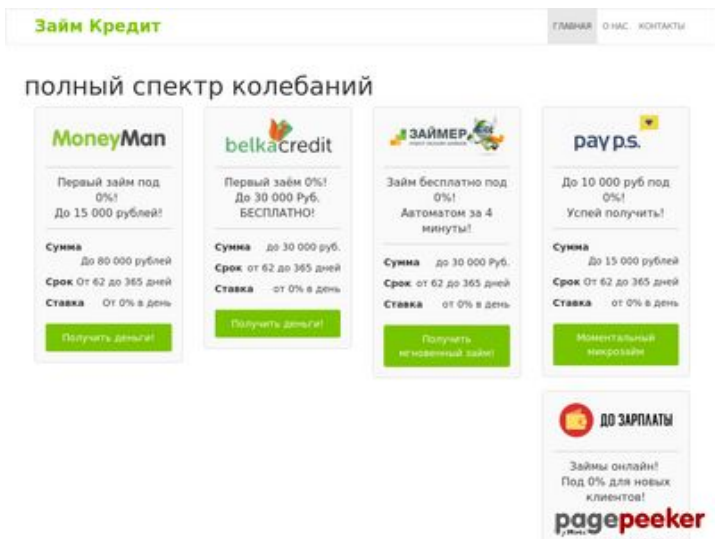 Займ Кредит
ГЛАВНАЯ О НАС КОНТАКТЫ
полный спектр колебаний
MoneyMan
Первый займ под
0%!
До 15 000 рублей!
Сумма
До 80 000 рублей
Срок От 62 до 365 дней
Ставка От 0% в день
Получить деньги!
belkacredit
Первый заём 0%!
До 30 000 Руб.
БЕСПЛАТНО!
Сумма до 30 000 руб.
Срок от 62 до 365 дней
Ставка от 0% в день
Получить деньги!
ЗАЙМЕР
Займ бесплатно под
0%!
Автоматом за 4
минуты!
Сумма до 30 000 Руб.
Срок от 62 до 365 дней
Ставка от 0% в день
Получить
мгновенный займ!
pay p.s.
До 10 000 руб под
0%!
Успей получить!
Сумма
До 15 000 рублей
Срок От 62 до 365 дней
Ставка от 0% в день
Моментальный
микрозайм
ДО ЗАРПЛАТЫ
Займы онлайн!
Под 0% для новых
клиентов!
pagepeeker